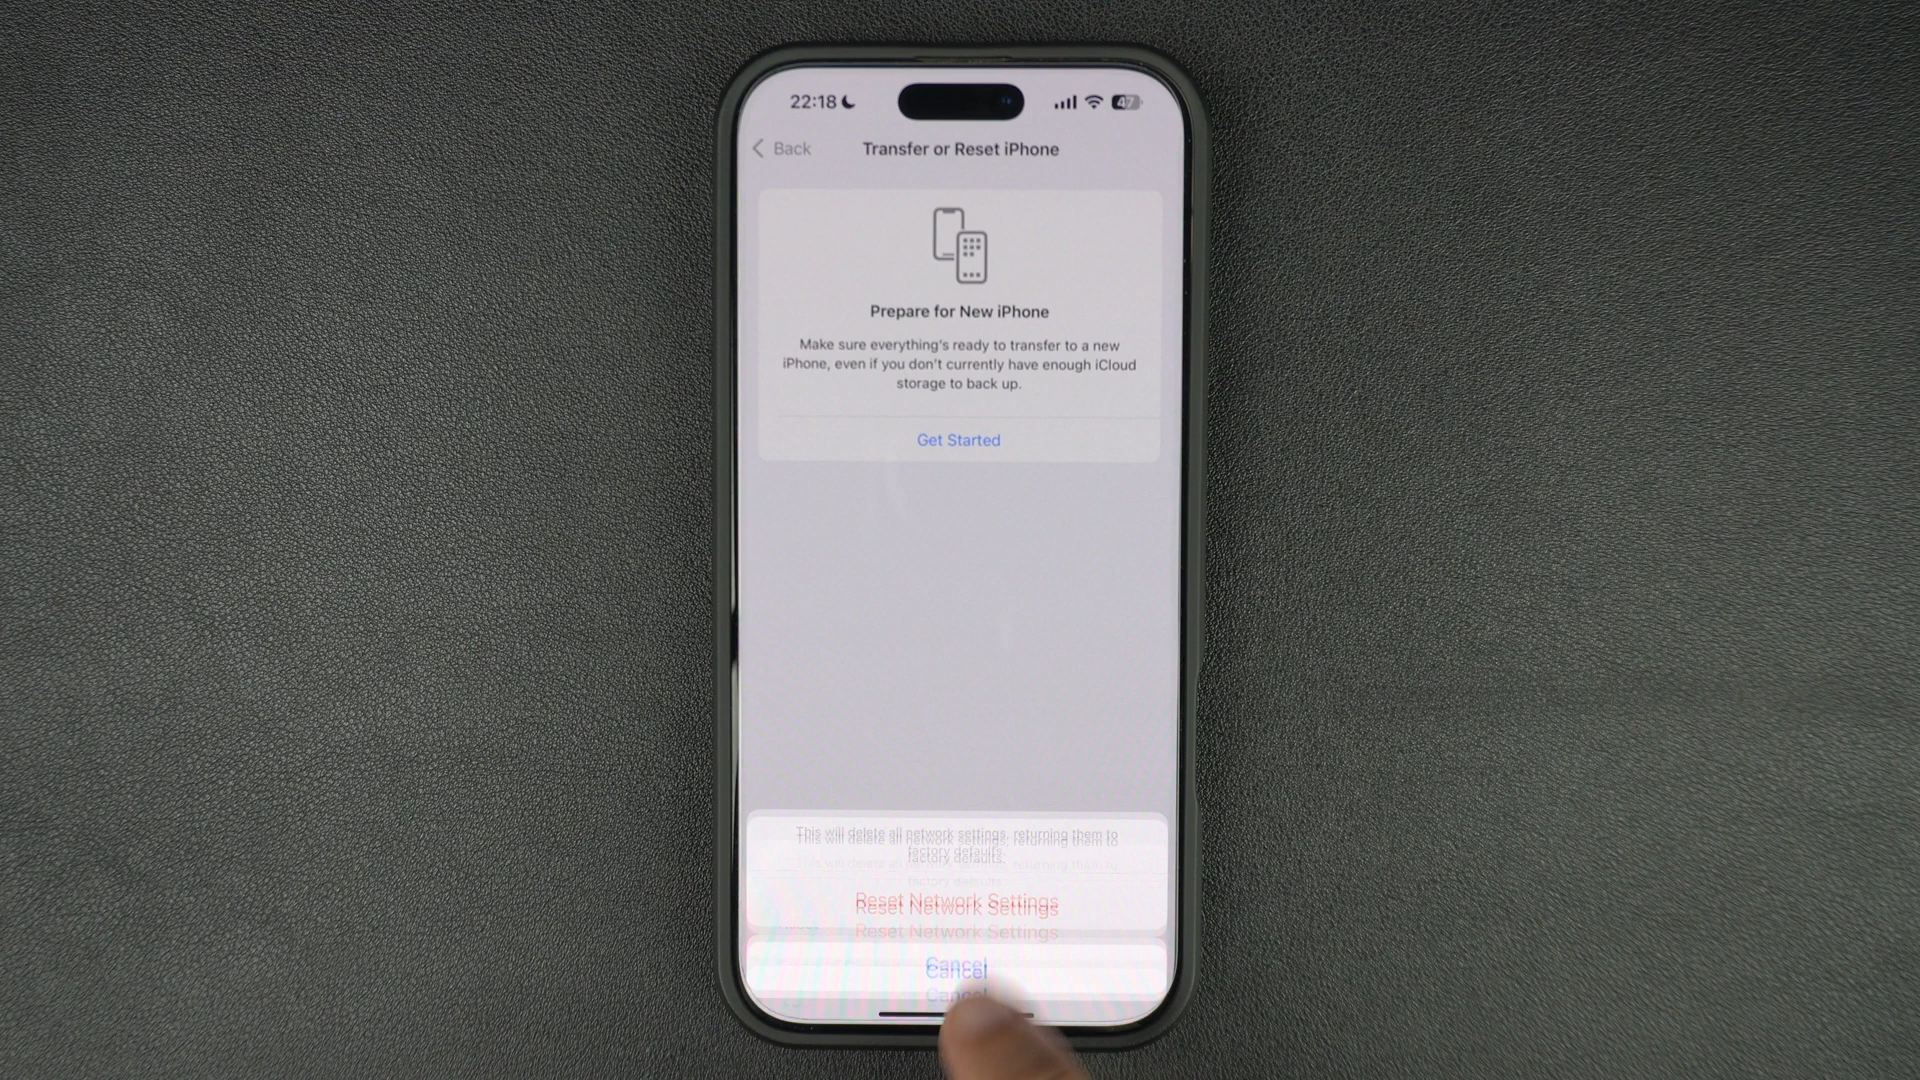 22:18
47
Back
Transfer or Reset iPhone
Prepare for New iPhone
Make sure everything's ready to transfer to a new
iPhone, even if you don't currently have enough iCloud
storage to back up.
Get Started
This will delete all network settings, returning them to
factory defaults.
Reset Network Settings
Cancel